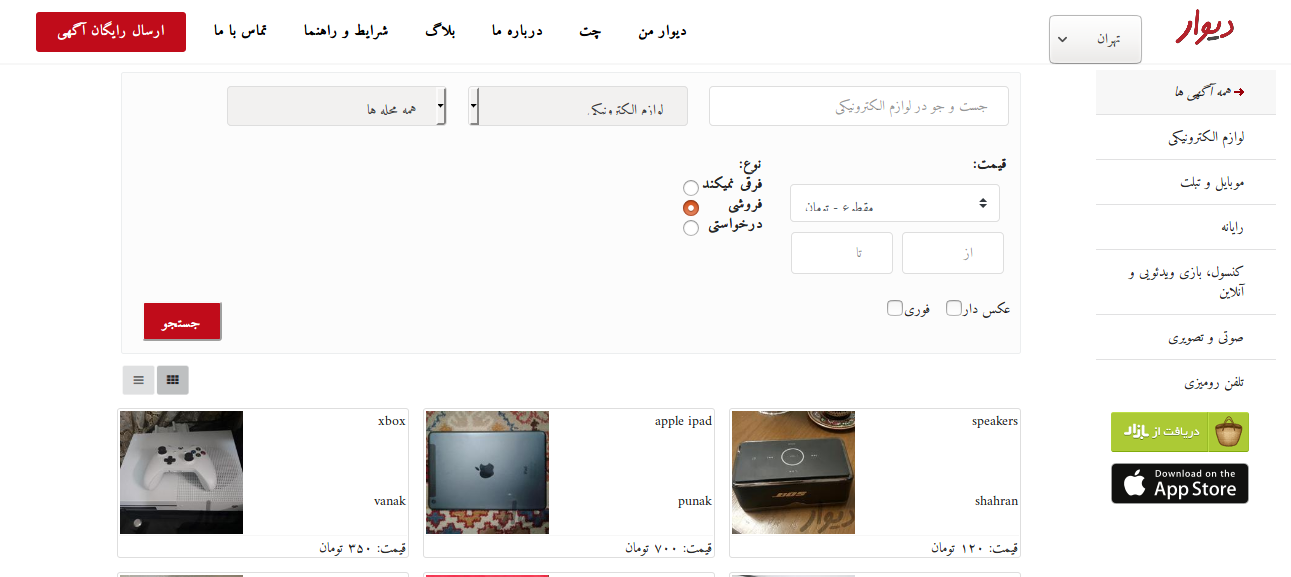 دیوار
تهران
دیوار من
چت
درباره ما
بلاگ
شرایط و راهنما
تماس با ما
ارسال رایگان آگهی
همه آگهی ها
لوازم الکترونیکی
موبایل و تبلت
رایانه
کنسول، بازی ویدئویی و
آنلاین
صوتی و تصویری
تلفن رومیزی
دریافت از بازار
Download on the
App Store
جست و جو در لوازم الکترونیکی
لوازم الکترونیکی
همه محله ها
قیمت:
مقطوع - تومان
از
تا
نوع:
فرقی نمیکند
فروشی
درخواستی
عکس دار
فوری
جستجو
speakers
shahran
دیوار
قیمت: ۱۲۰ تومان
apple ipad
punak
قیمت: ۷۰۰ تومان
xbox
vanak
قیمت: ۳۵۰ تومان